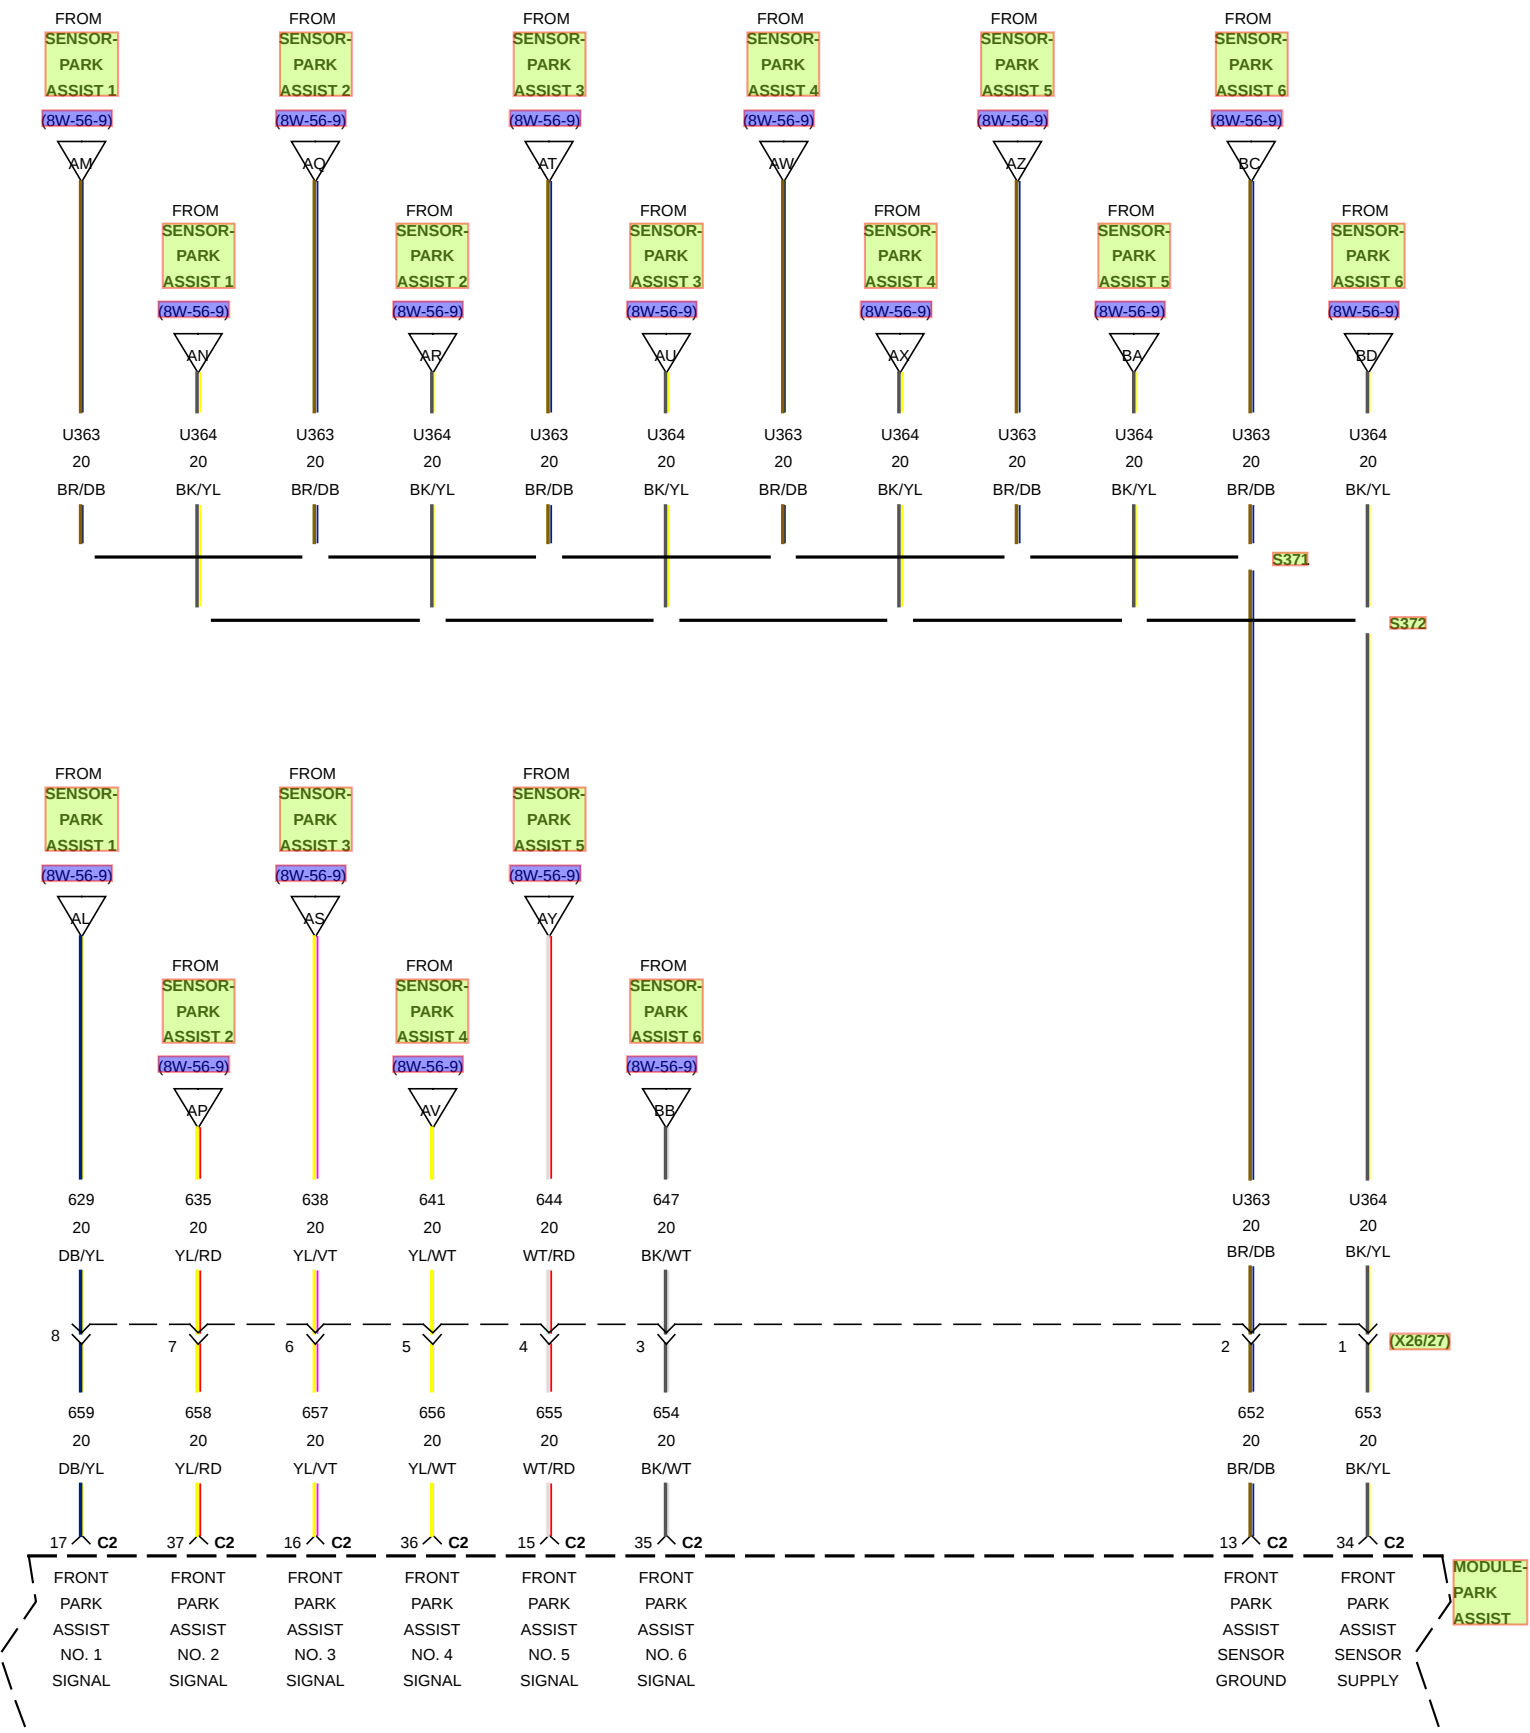 FROM FROM FROM FROM FROM FROM
SENSOR- SENSOR- SENSOR- SENSOR- SENSOR- SENSOR-
PARK PARK PARK PARK PARK PARK
ASSIST 1 ASSIST 2 ASSIST 3 ASSIST 4 ASSIST 5 ASSIST 6
(8W-56-9) (8W-56-9) (8W-56-9) (8W-56-9) (8W-56-9) (8W-56-9)
AM AQ AT AW AZ BC
FROM FROM FROM FROM FROM FROM
SENSOR- SENSOR- SENSOR- SENSOR- SENSOR- SENSOR-
PARK PARK PARK PARK PARK PARK
ASSIST 1 ASSIST 2 ASSIST 3 ASSIST 4 ASSIST 5 ASSIST 6
(8W-56-9) (8W-56-9) (8W-56-9) (8W-56-9) (8W-56-9) (8W-56-9)
AN AR AU AX BA BD
U363 U364 U363 U364 U363 U364 U363 U364 U363 U364 U363 U364
20 20 20 20 20 20 20 20 20 20 20 20
BR/DB BK/YL BR/DB BK/YL BR/DB BK/YL BR/DB BK/YL BR/DB BK/YL BR/DB BK/YL
S371
S372
FROM FROM FROM
SENSOR- SENSOR- SENSOR-
PARK PARK PARK
ASSIST 1 ASSIST 3 ASSIST 5
(8W-56-9) (8W-56-9) (8W-56-9)
AL AS AY
FROM FROM FROM
SENSOR- SENSOR- SENSOR-
PARK PARK PARK
ASSIST 2 ASSIST 4 ASSIST 6
(8W-56-9) (8W-56-9) (8W-56-9)
AP AV BB
629 635 638 641 644 647 U363 U364
20 20 20 20 20 20 20 20
DB/YL YL/RD YL/VT YL/WT WT/RD BK/WT BR/DB BK/YL
8 7 6 5 4 3 2 1 (X26/27)
659 658 657 656 655 654 652 653
20 20 20 20 20 20 20 20
DB/YL YL/RD YL/VT YL/WT WT/RD BK/WT BR/DB BK/YL
17 C2 37 C2 16 C2 36 C2 15 C2 35 C2 13 C2 34 C2
FRONT FRONT FRONT FRONT FRONT FRONT FRONT FRONT MODULE-
PARK PARK PARK PARK PARK PARK PARK PARK PARK
ASSIST ASSIST ASSIST ASSIST ASSIST ASSIST ASSIST ASSIST ASSIST
NO. 1 NO. 2 NO. 3 NO. 4 NO. 5 NO. 6 SENSOR SENSOR
SIGNAL SIGNAL SIGNAL SIGNAL SIGNAL SIGNAL GROUND SUPPLY